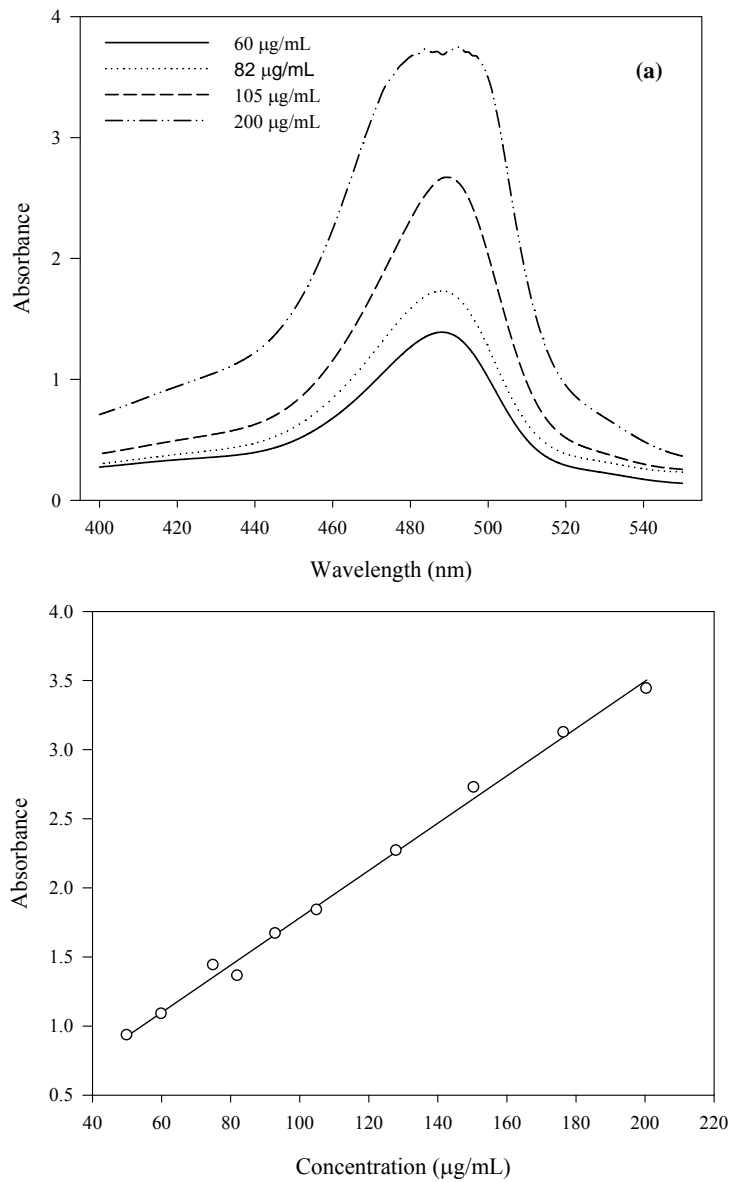 4
60 μg/mL
82 μg/mL
(a)
105 μg/mL
200 μg/mL
3
Absorbance
2
1
0
400 420 440 460 480 500 520 540
Wavelength (nm)
4.0
3.5
3.0
2.5
Absorbance
2.0
1.5
1.0
0.5
40 60 80 100 120 140 160 180 200 220
Concentration (μg/mL)